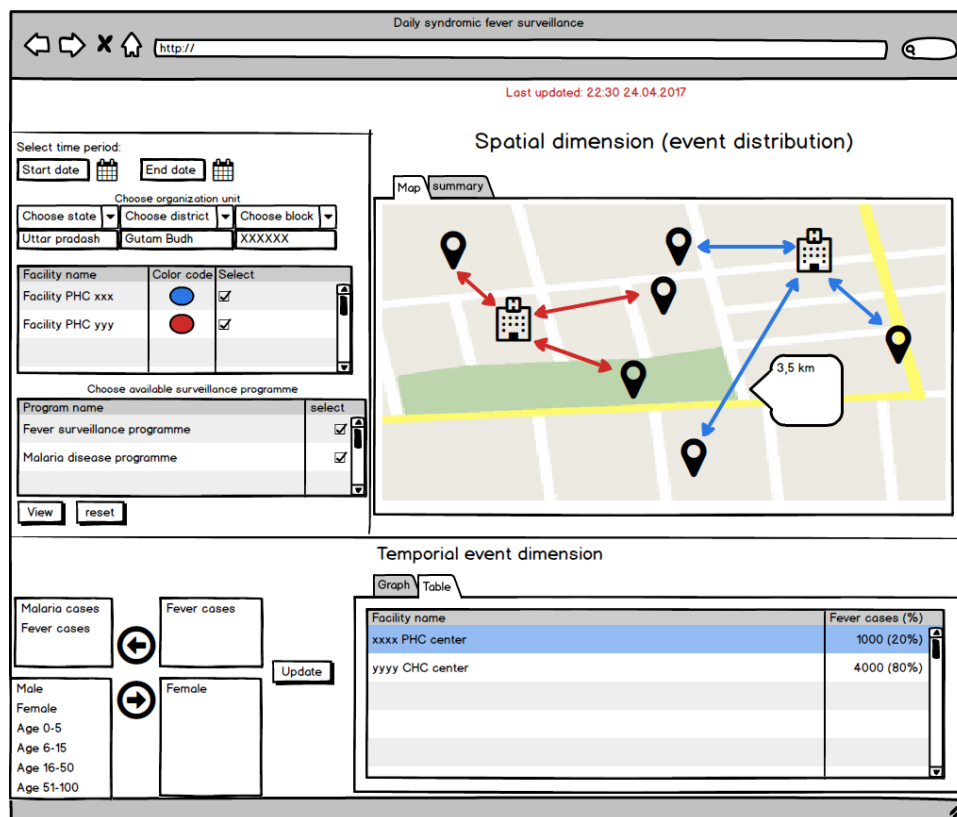 Daily syndromic fever surveillance
http://
Last updated: 22:30 24.04.2017
Select time period:
Start date
End date
Choose organization unit
Choose state Choose district Choose block
Uttar pradash Gutam Budh XXXXXX
Facility name Color code Select
Facility PHC xxx
Facility PHC yyy
Choose available surveillance programme
Program name select
Fever surveillance programme
Malaria disease programme
View reset
Spatial dimension (event distribution)
Map summary
H
H
3,5 km
Temporial event dimension
Malaria cases
Fever cases
Fever cases
Male
Female
Age 0-5
Age 6-15
Age 16-50
Age 51-100
Female
Update
Graph Table
Facility name Fever cases (%)
xxxx PHC center 1000 (20%)
yyyy CHC center 4000 (80%)